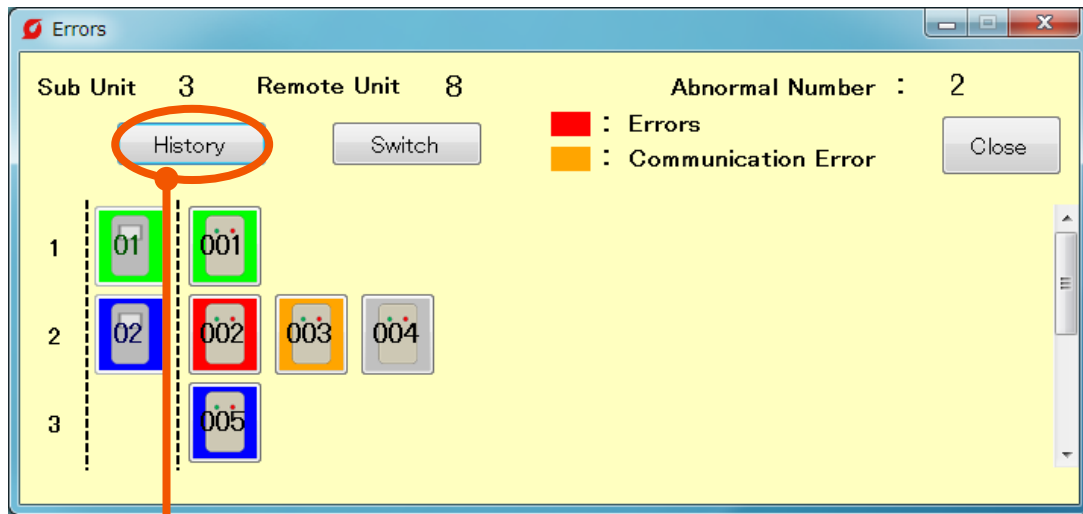 Errors
Sub Unit 3 Remote Unit 8 Abnormal Number : 2
History Switch : Errors Close
: Communication Error
1 01 001
2 02 002 003 004
3 005